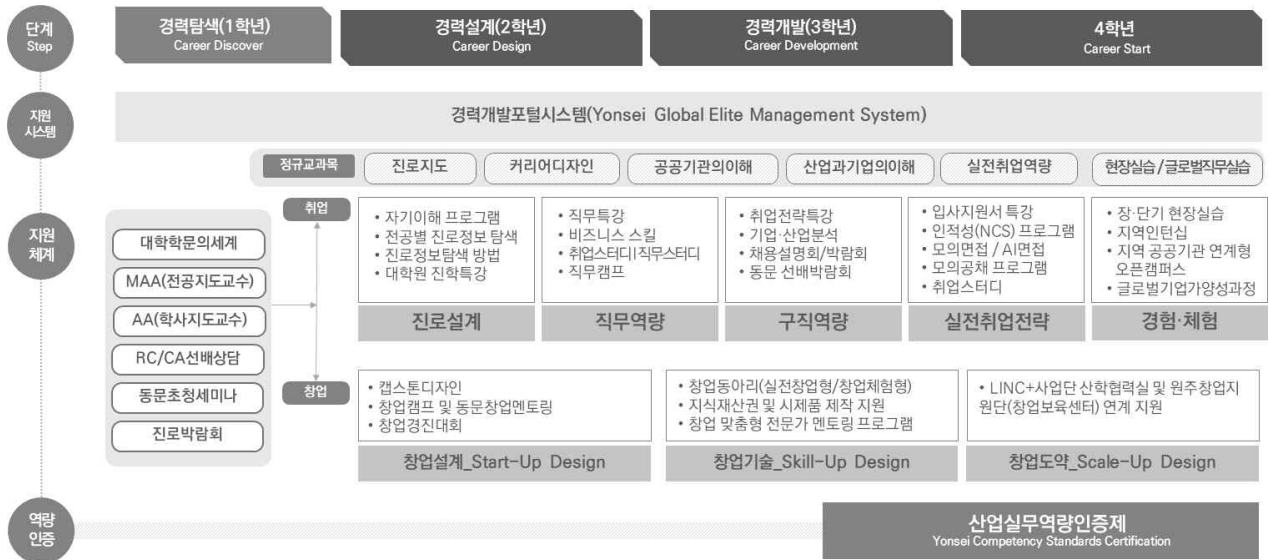 단계
Step
경력탐색(1학년)
Career Discover
경력설계(2학년)
Career Design
경력개발(3학년)
Career Development
4학년
Career Start
지원
시스템
경력개발포털시스템(Yonsei Global Elite Management System)
정규교과목
진로지도
커리어디자인
공공기관의이해
산업과기업의이해
실전취업역량
현장실습/글로벌직무실습
지원
체계
대학학문의세계
MAA(전공지도교수)
AA(학사지도교수)
RC/CA선배상담
동문초청세미나
진로박람회
취업
• 자기이해 프로그램
• 전공별 진로정보 탐색
• 진로정보탐색 방법
• 대학원 진학특강
진로설계
• 직무특강
• 비즈니스 스킬
• 취업스터디|직무스터디
• 직무캠프
직무역량
• 취업전략특강
• 기업·산업분석
• 채용설명회/박람회
• 동문 선배박람회
구직역량
• 입사지원서 특강
• 인적성(NCS) 프로그램
• 모의면접 / AI면접
• 모의공채 프로그램
• 취업스터디
실전취업전략
• 장·단기 현장실습
• 지역인턴십
• 지역 공공기관 연계형
오픈캠퍼스
• 글로벌기업가양성과정
경험·체험
창업
• 캡스톤디자인
• 창업캠프 및 동문창업멘토링
• 창업경진대회
창업설계_Start-Up Design
• 창업동아리(실전창업형/창업체험형)
• 지식재산권 및 시제품 제작 지원
• 창업 맞춤형 전문가 멘토링 프로그램
창업기술_Skill-Up Design
• LINC+사업단 산학협력실 및 원주창업지
원단(창업보육센터) 연계 지원
창업도약_Scale-Up Design
역량
인증
산업실무역량인증제
Yonsei Competency Standards Certification